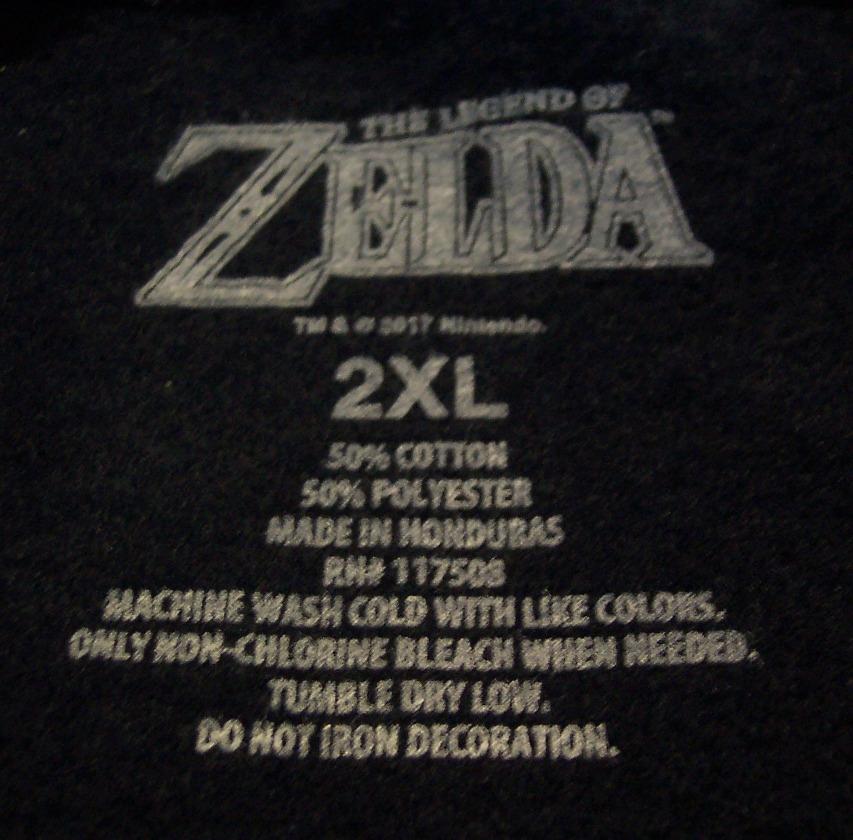 THE LEGEND OF
ZELDA™
TM & © 2017 Nintendo.
2XL
50% COTTON
50% POLYESTER
MADE IN HONDURAS
RN# 117508
MACHINE WASH COLD WITH LIKE COLORS.
ONLY NON-CHLORINE BLEACH WHEN NEEDED.
TUMBLE DRY LOW.
DO NOT IRON DECORATION.